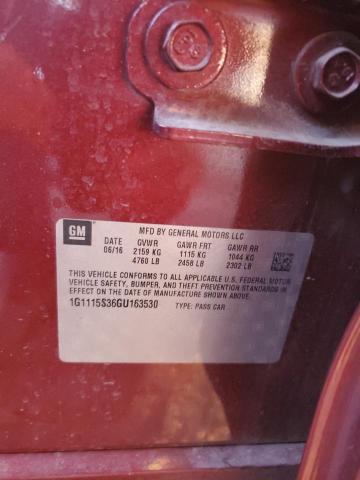 GM
MFD BY GENERAL MOTORS LLC
DATE GVWR GAWR FRT GAWR RR
06/16 2159 KG 1115 KG 1044 KG
4760 LB 2458 LB 2302 LB
THIS VEHICLE CONFORMS TO ALL APPLICABLE U.S. FEDERAL MOTOR
VEHICLE SAFETY, BUMPER, AND THEFT PREVENTION STANDARDS IN
EFFECT ON THE DATE OF MANUFACTURE SHOWN ABOVE.
1G1115S36GU163530 TYPE: PASS CAR